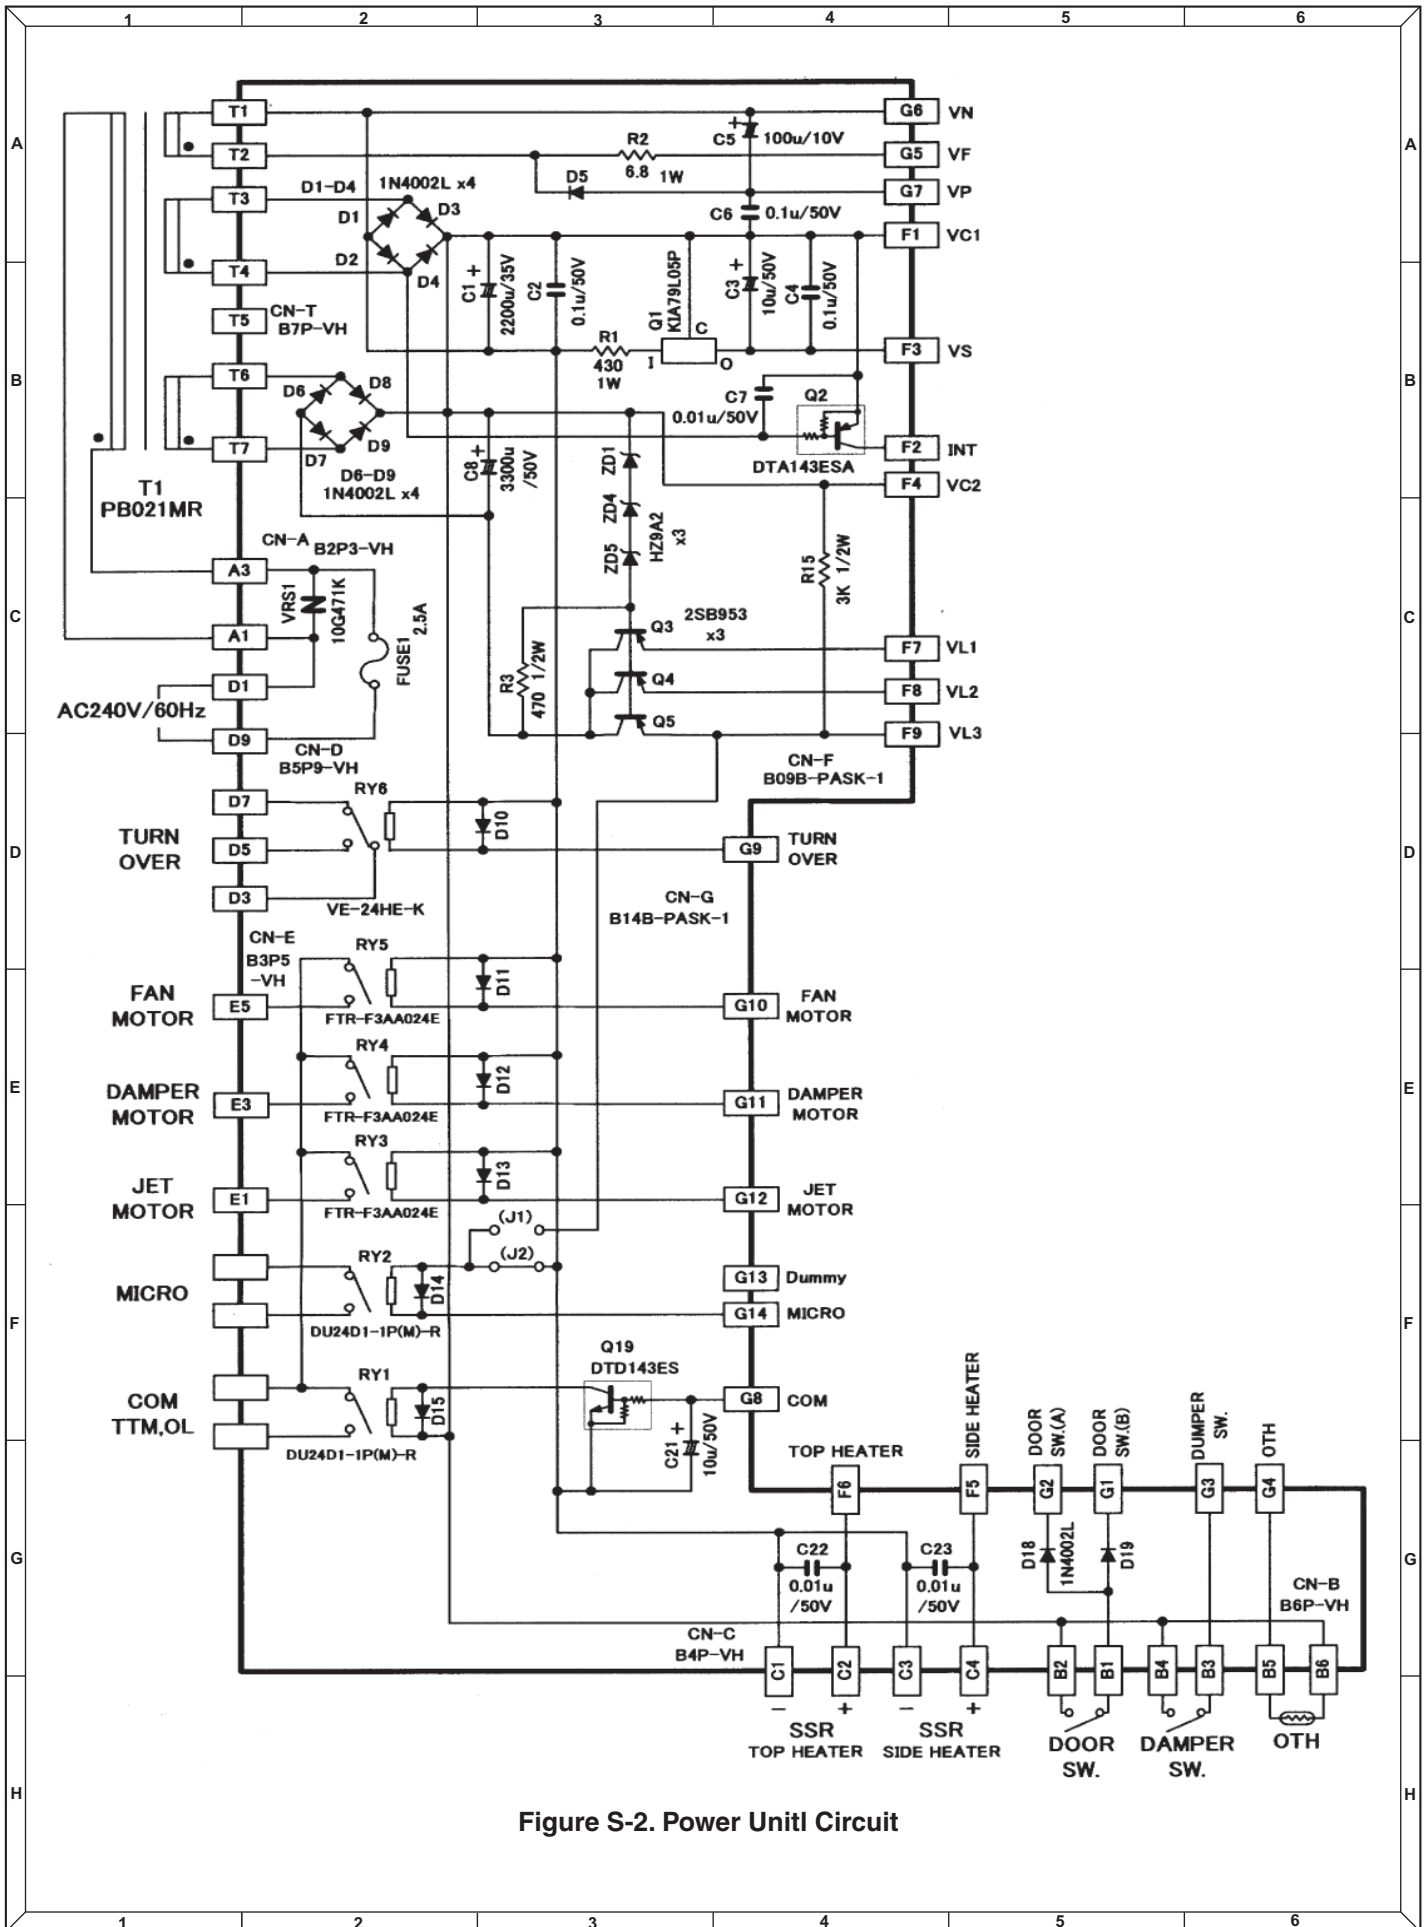 1 2 3 4 5 6
A
B
C
D
E
F
G
H
A
B
C
D
E
F
G
H
T1
T2
T3
T4
T5
T6
T7
CN-T
B7P-VH
T1
PB021MR
D1-D4
1N4002L x4
D1
D3
D2
D4
D6
D8
D7
D9
D6-D9
1N4002L x4
R2
6.8 1W
D5
C5
+
100u/10V
C6
0.1u/50V
C1
+
2200u/35V
C2
0.1u/50V
R1
430
1W
Q1
KIA79L05P
C
I
O
C3
+
10u/50V
C4
0.1u/50V
C7
0.01u/50V
Q2
DTA143ESA
C8
+
3300u
/50V
ZD1
ZD4
ZD5
HZ9A2
x3
R15
3K 1/2W
R3
470 1/2W
Q3
2SB953
x3
Q4
Q5
G6 VN
G5 VF
G7 VP
F1 VC1
F3 VS
F2 INT
F4 VC2
F7 VL1
F8 VL2
F9 VL3
CN-F
B09B-PASK-1
CN-A
B2P3-VH
A3
A1
VRS1
10G471K
FUSE1
2.5A
D1
AC240V/60Hz
D9
CN-D
B5P9-VH
D7
D5
D3
TURN
OVER
RY6
VE-24HE-K
D10
G9
TURN
OVER
CN-G
B14B-PASK-1
CN-E
B3P5
-VH
RY5
D11
FAN
MOTOR
E5
FTR-F3AA024E
G10
FAN
MOTOR
RY4
D12
DAMPER
MOTOR
E3
FTR-F3AA024E
G11
DAMPER
MOTOR
RY3
D13
JET
MOTOR
E1
FTR-F3AA024E
G12
JET
MOTOR
(J1)
(J2)
MICRO
RY2
D14
DU24D1-1P(M)-R
G13 Dummy
G14 MICRO
Q19
DTD143ES
COM
TTM,OL
RY1
D15
DU24D1-1P(M)-R
G8 COM
C21
+
10u/50V
TOP HEATER
F6
SIDE HEATER
F5
DOOR
SW.(A)
G2
DOOR
SW.(B)
G1
DUMPER
SW.
G3
OTH
G4
C22
0.01u
/50V
C23
0.01u
/50V
D18
1N4002L
D19
CN-B
B6P-VH
CN-C
B4P-VH
C1
C2
C3
C4
B2
B1
B4
B3
B5
B6
− + − +
SSR
TOP HEATER
SSR
SIDE HEATER
DOOR
SW.
DAMPER
SW.
OTH
Figure S-2. Power Unitl Circuit
1 2 3 4 5 6